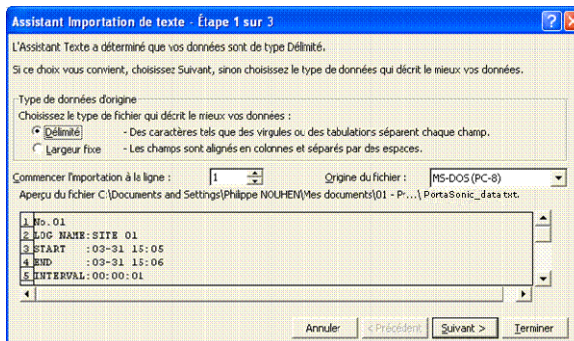 Assistant Importation de texte - Étape 1 sur 3
L'Assistant Texte a déterminé que vos données sont de type Délimité.
Si ce choix vous convient, choisissez Suivant, sinon choisissez le type de données qui décrit le mieux vos données.
Type de données d'origine
Choisissez le type de fichier qui décrit le mieux vos données :
Délimité - Des caractères tels que des virgules ou des tabulations séparent chaque champ.
Largeur fixe - Les champs sont alignés en colonnes et séparés par des espaces.
Commencer l'importation à la ligne : 1 Origine du fichier : MS-DOS (PC-8)
Aperçu du fichier C:\Documents and Settings\Philippe NOUHEN\Mes documents\01 - Pr...\ PortaSonic_data txt.
1 No.01
2 LOG NAME:SITE 01
3 START :03-31 15:05
4 END :03-31 15:06
5 INTERVAL:00:00:01
Annuler < Précédent Suivant > Terminer